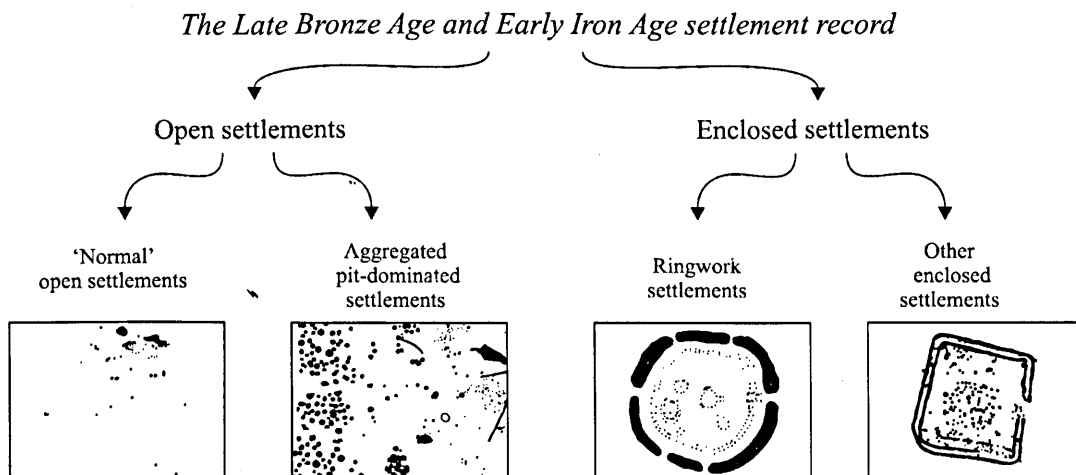 The Late Bronze Age and Early Iron Age settlement record
Open settlements
Enclosed settlements
'Normal'
open settlements
Aggregated
pit-dominated
settlements
Ringwork
settlements
Other
enclosed
settlements